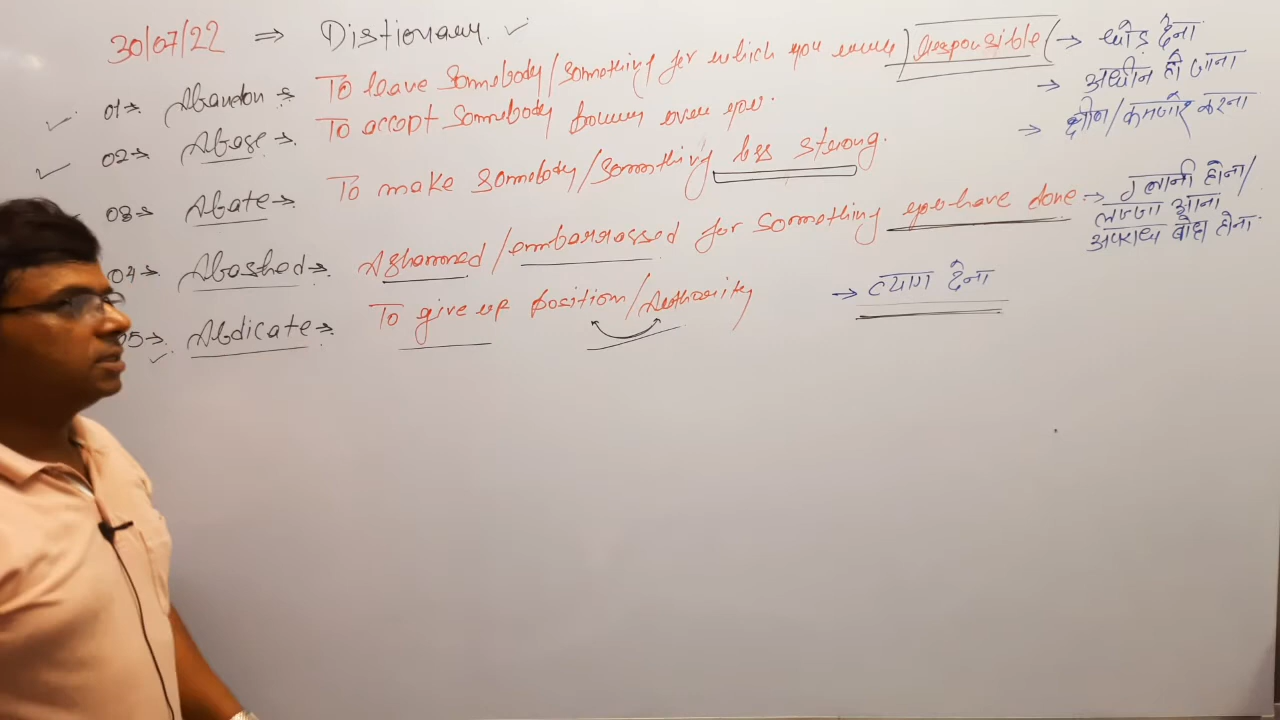 30/07/22 ⇒ Distionary. ✓
01→ Abandon → To leave somebody/something for which you were responsible → छोड़ देना
02→ Abase → To accept somebody power over you. → अधीन हो जाना
03→ Abate → To make somebody/something less strong. → क्षीण/कमजोर करना
04→ Abashed → Ashammed/embarrassed for something you have done → ग्लानी होना/
लज्जा आना
अपराध बोध होना
05→ Abdicate → To give up position/Authority → त्याग देना